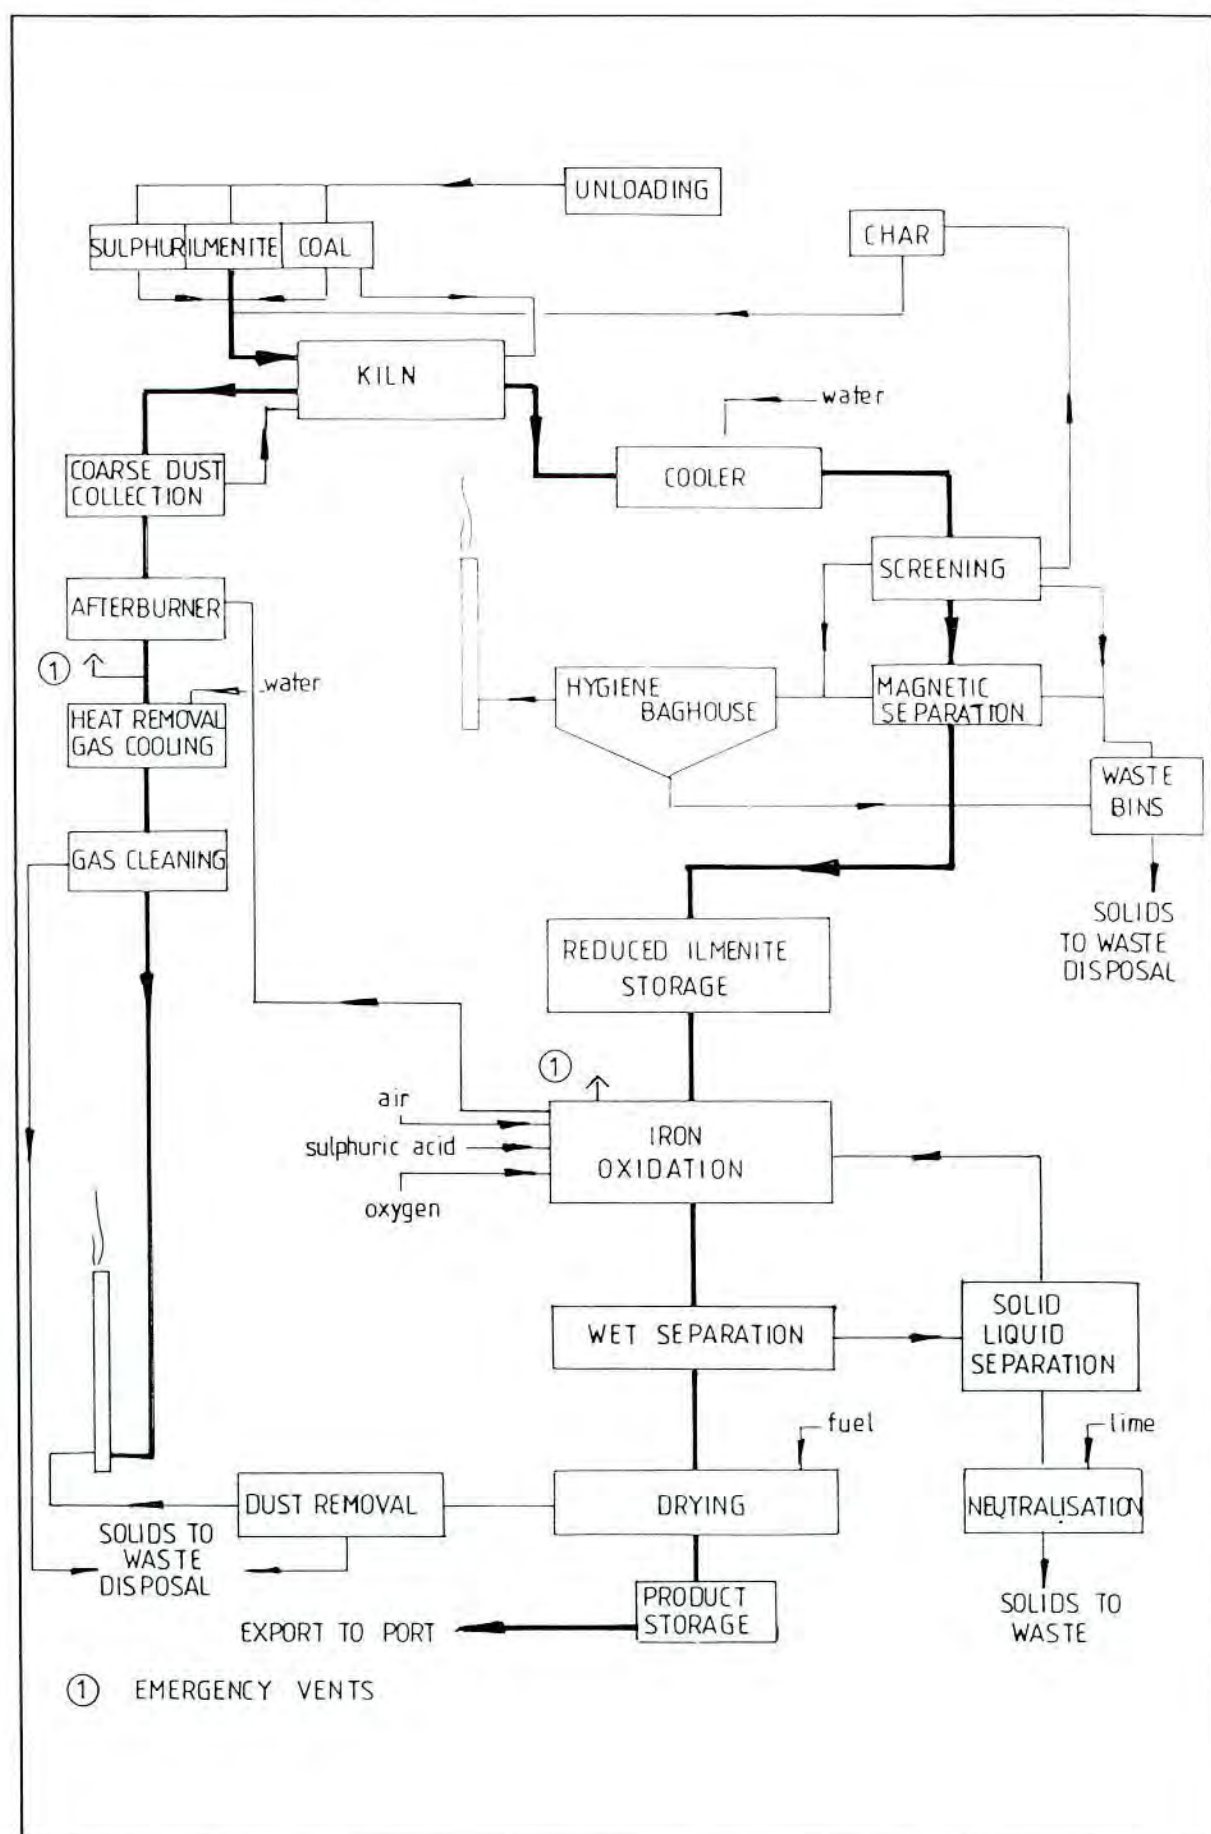 UNLOADING
SULPHUR
ILMENITE
COAL
CHAR
KILN
water
COARSE DUST
COLLECTION
COOLER
SCREENING
AFTERBURNER
1
water
HYGIENE
BAGHOUSE
MAGNETIC
SEPARATION
HEAT REMOVAL
GAS COOLING
WASTE
BINS
GAS CLEANING
SOLIDS
TO WASTE
DISPOSAL
REDUCED ILMENITE
STORAGE
1
air
sulphuric acid
oxygen
IRON
OXIDATION
WET SEPARATION
SOLID
LIQUID
SEPARATION
fuel
lime
DUST REMOVAL
DRYING
NEUTRALISATION
SOLIDS TO
WASTE
DISPOSAL
PRODUCT
STORAGE
SOLIDS TO
WASTE
EXPORT TO PORT
1 EMERGENCY VENTS